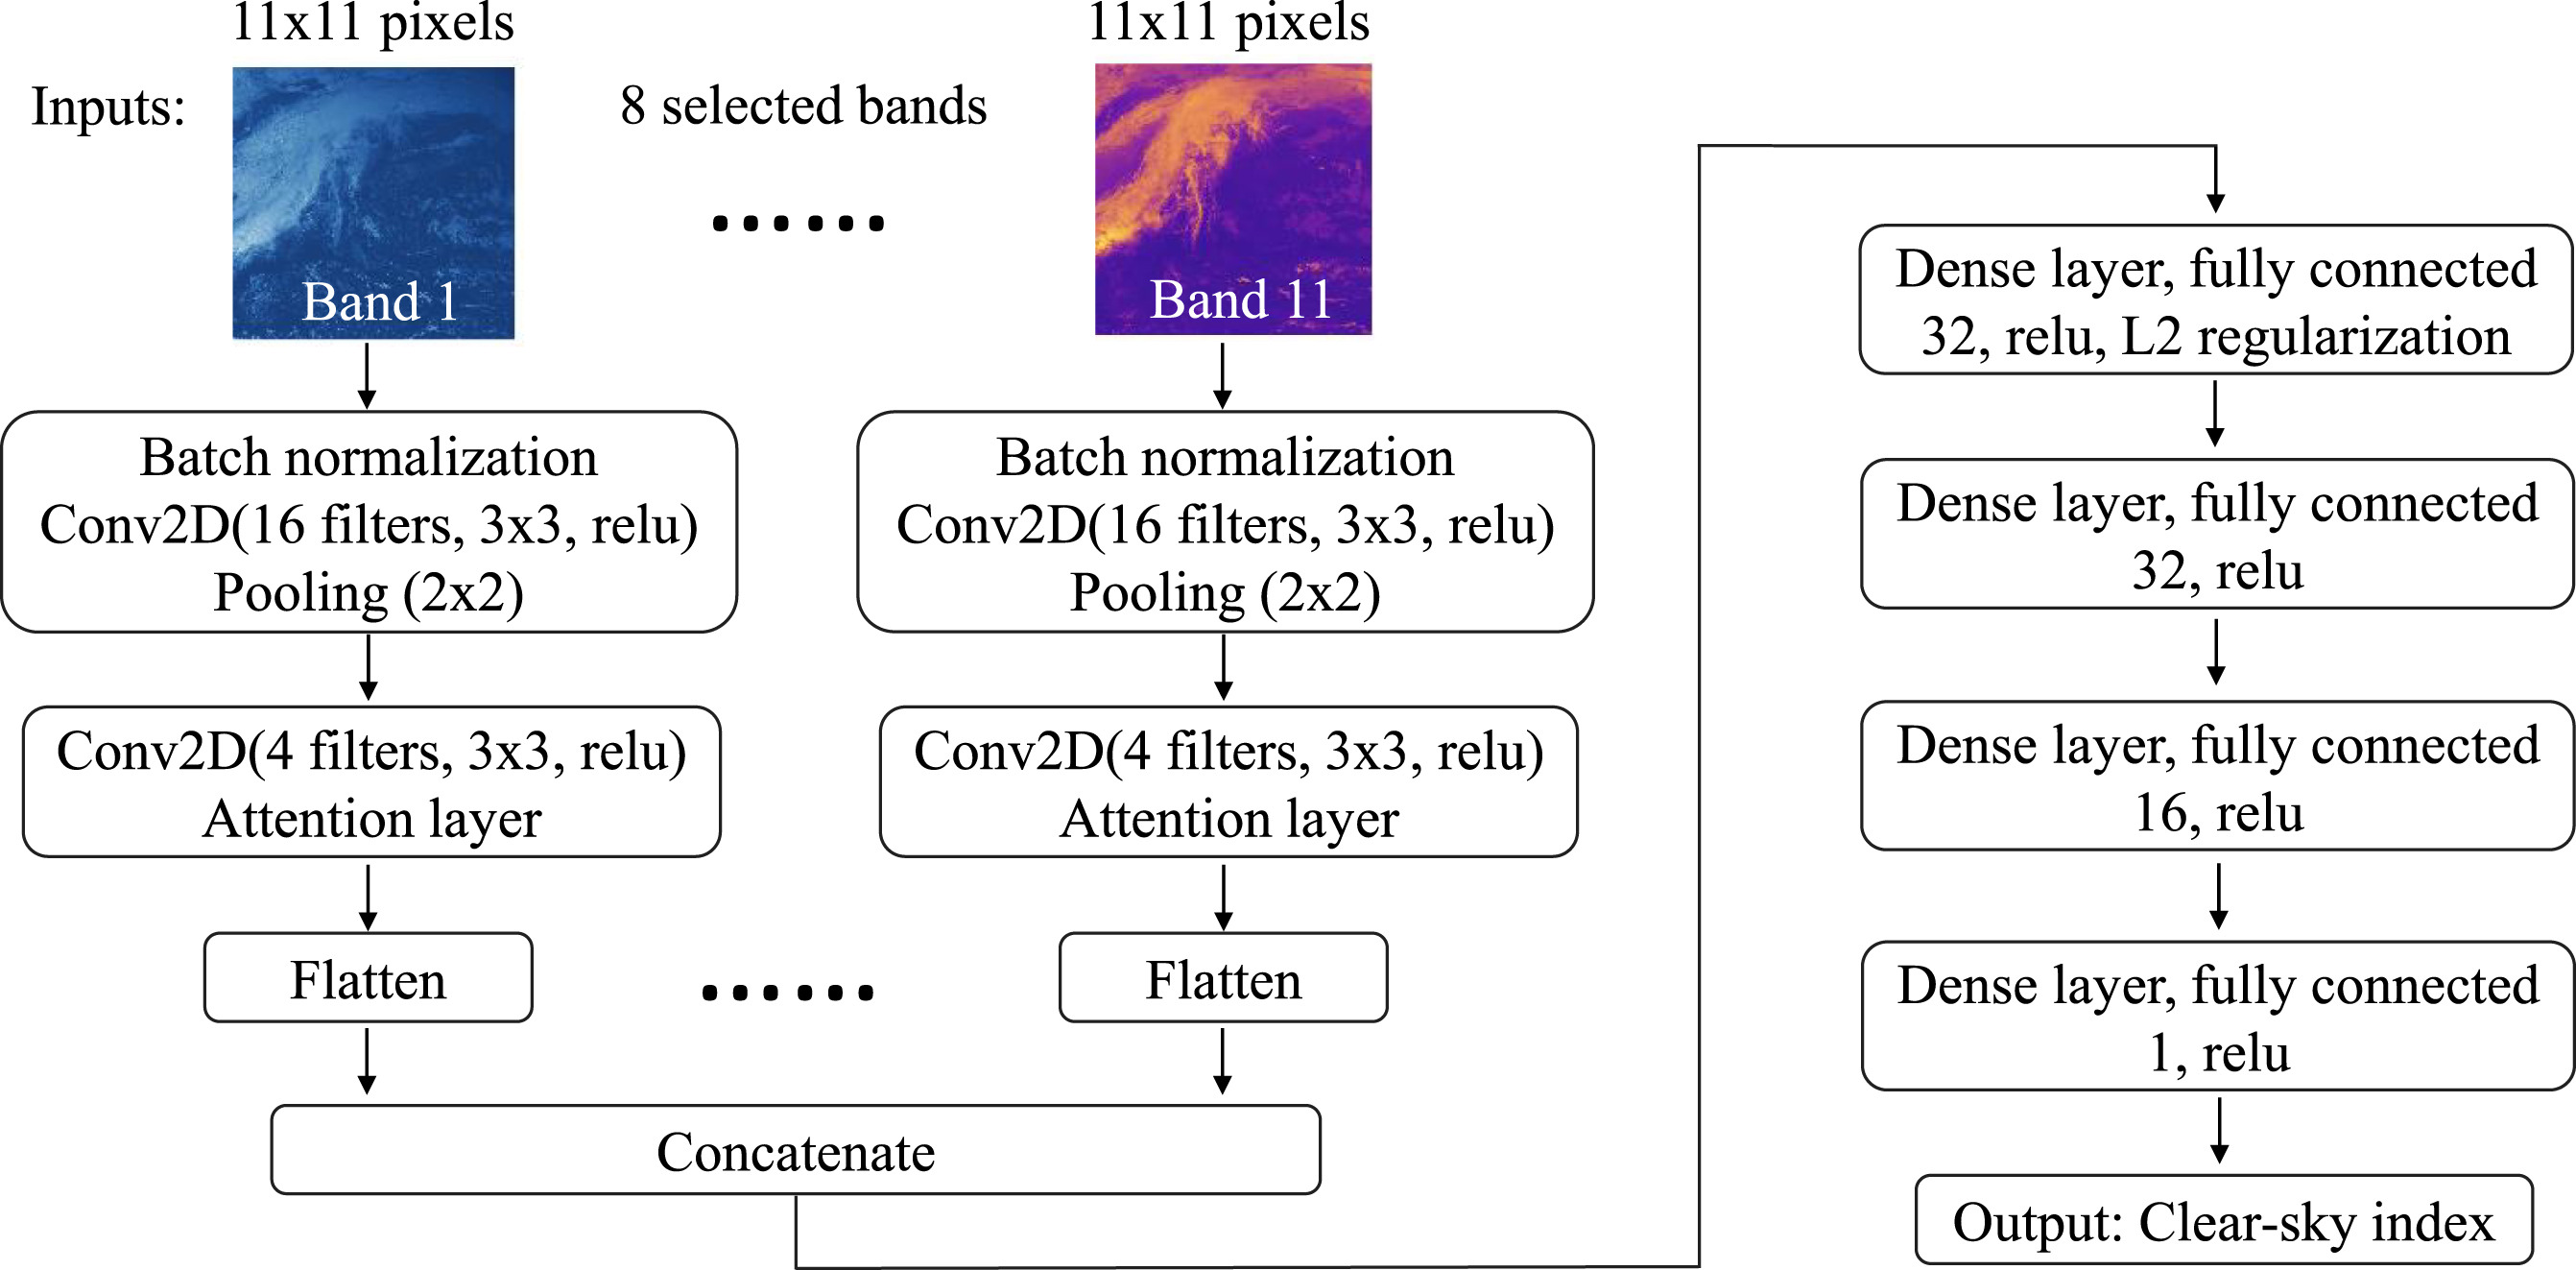 11x11 pixels
11x11 pixels
Inputs:
8 selected bands
Band 1
Band 11
Batch normalization
Conv2D(16 filters, 3x3, relu)
Pooling (2x2)
Batch normalization
Conv2D(16 filters, 3x3, relu)
Pooling (2x2)
Conv2D(4 filters, 3x3, relu)
Attention layer
Conv2D(4 filters, 3x3, relu)
Attention layer
Flatten
......
Flatten
Concatenate
Dense layer, fully connected
32, relu, L2 regularization
Dense layer, fully connected
32, relu
Dense layer, fully connected
16, relu
Dense layer, fully connected
1, relu
Output: Clear-sky index